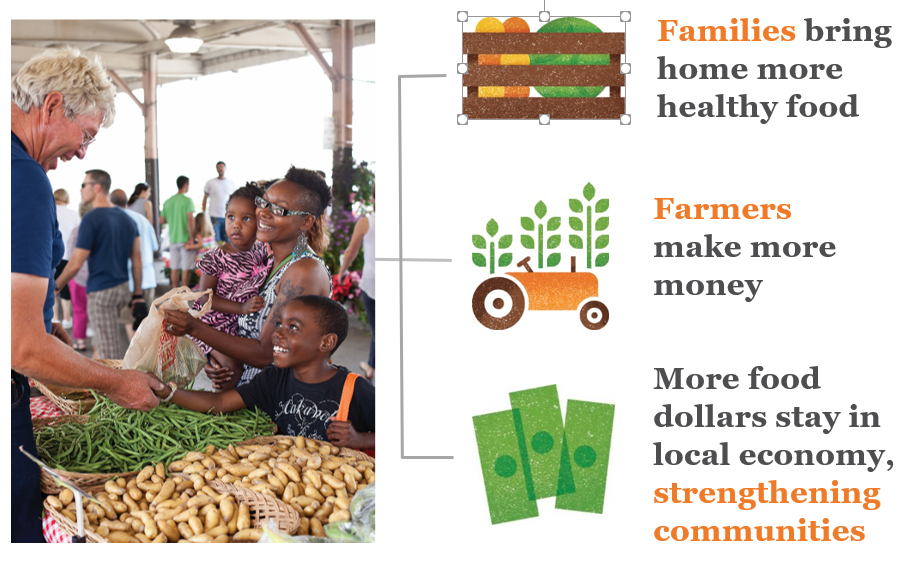 Families bring
home more
healthy food
Farmers
make more
money
More food
dollars stay in
local economy,
strengthening
communities